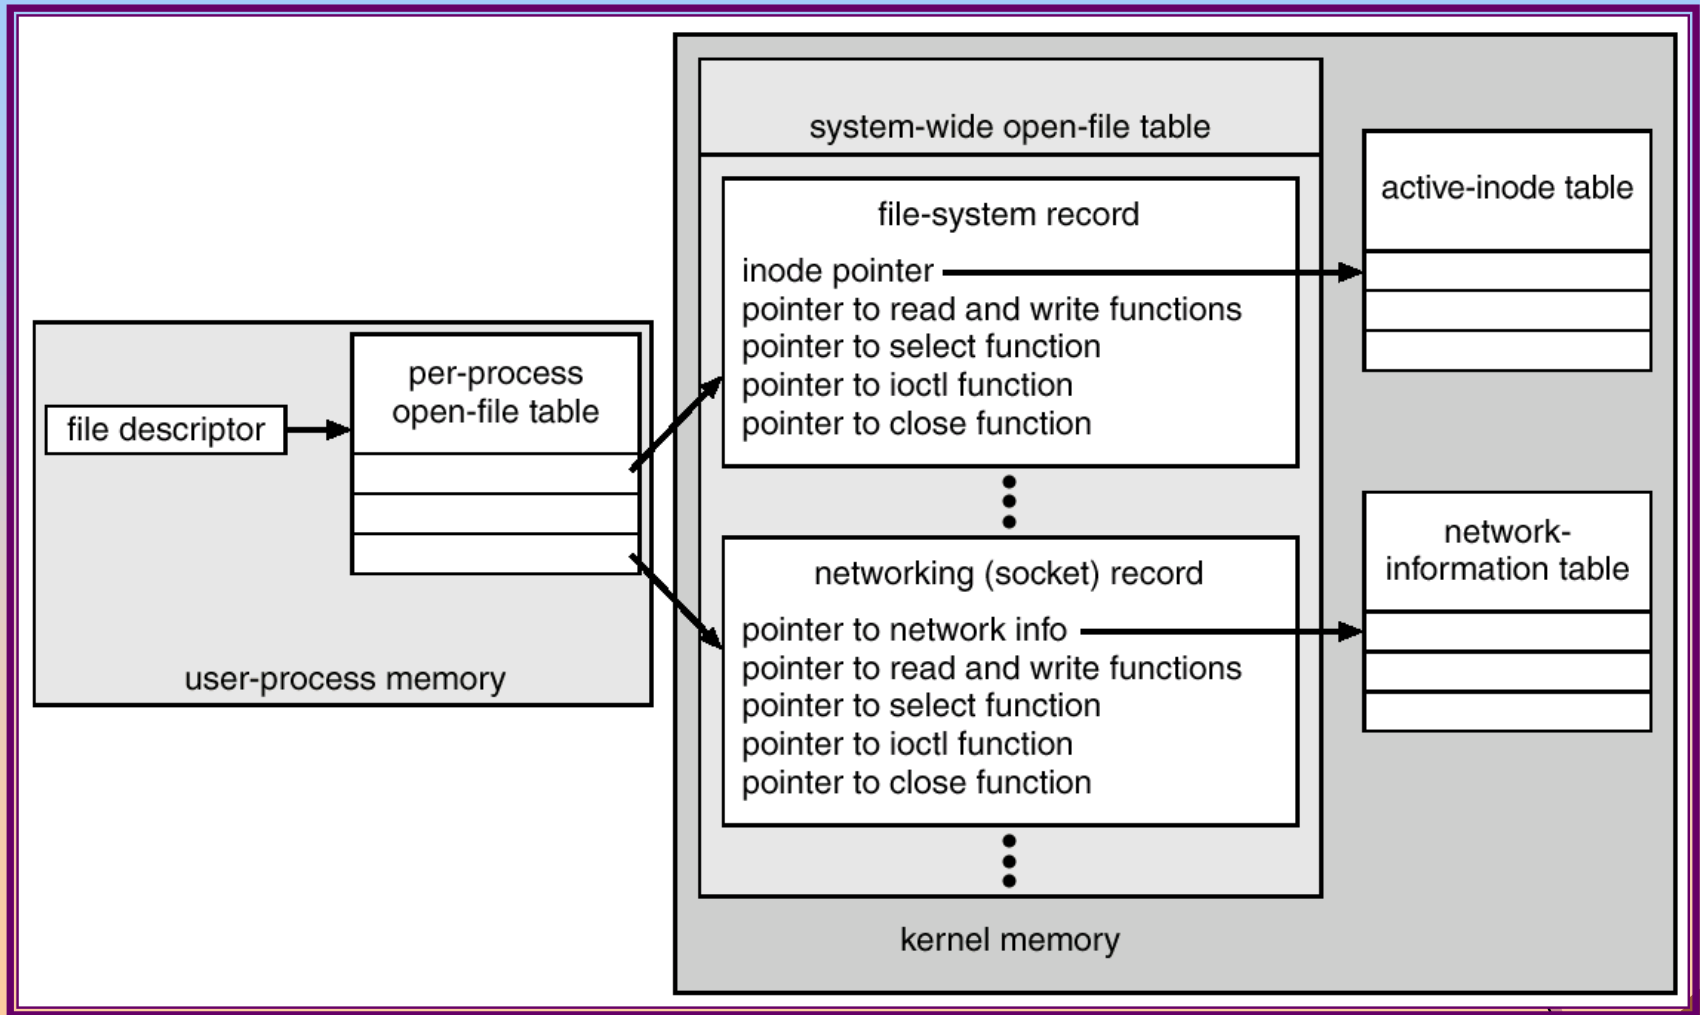 file descriptor
per-process
open-file table
user-process memory
system-wide open-file table
file-system record
inode pointer
pointer to read and write functions
pointer to select function
pointer to ioctl function
pointer to close function
networking (socket) record
pointer to network info
pointer to read and write functions
pointer to select function
pointer to ioctl function
pointer to close function
active-inode table
network-
information table
kernel memory